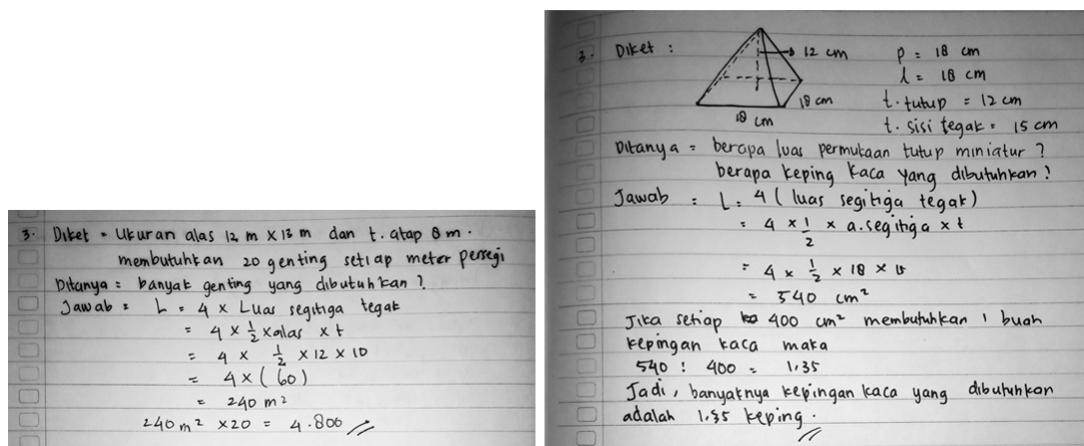 3. Diket = Ukuran alas 12 m x 12 m dan t. atap 8 m.
membutuhkan 20 genting setiap meter persegi
Ditanya = banyak genting yang dibutuhkan?
Jawab = L = 4 x Luas segitiga tegak
= 4 x 1/2 x alas x t
= 4 x 1/2 x 12 x 10
= 4 x (60)
= 240 m²
240 m² x 20 = 4.800
3. Diket :
12 cm
18 cm
18 cm
p = 18 cm
l = 18 cm
t. tutup = 12 cm
t. sisi tegak = 15 cm
Ditanya = berapa luas permukaan tutup miniatur?
berapa keping kaca yang dibutuhkan?
Jawab : L = 4 (luas segitiga tegak)
= 4 x 1/2 x a. segitiga x t
= 4 x 1/2 x 18 x 15
= 540 cm²
Jika setiap 400 cm² membutuhkan 1 buah
kepingan kaca maka
540 : 400 = 1,35
Jadi, banyaknya kepingan kaca yang dibutuhkan
adalah 1.35 keping.